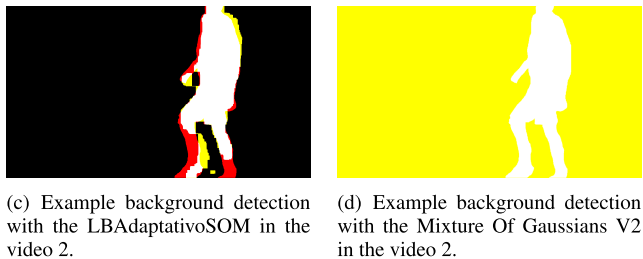 (c) Example background detection
with the LBAdaptativoSOM in the
video 2.
(d) Example background detection
with the Mixture Of Gaussians V2
in the video 2.